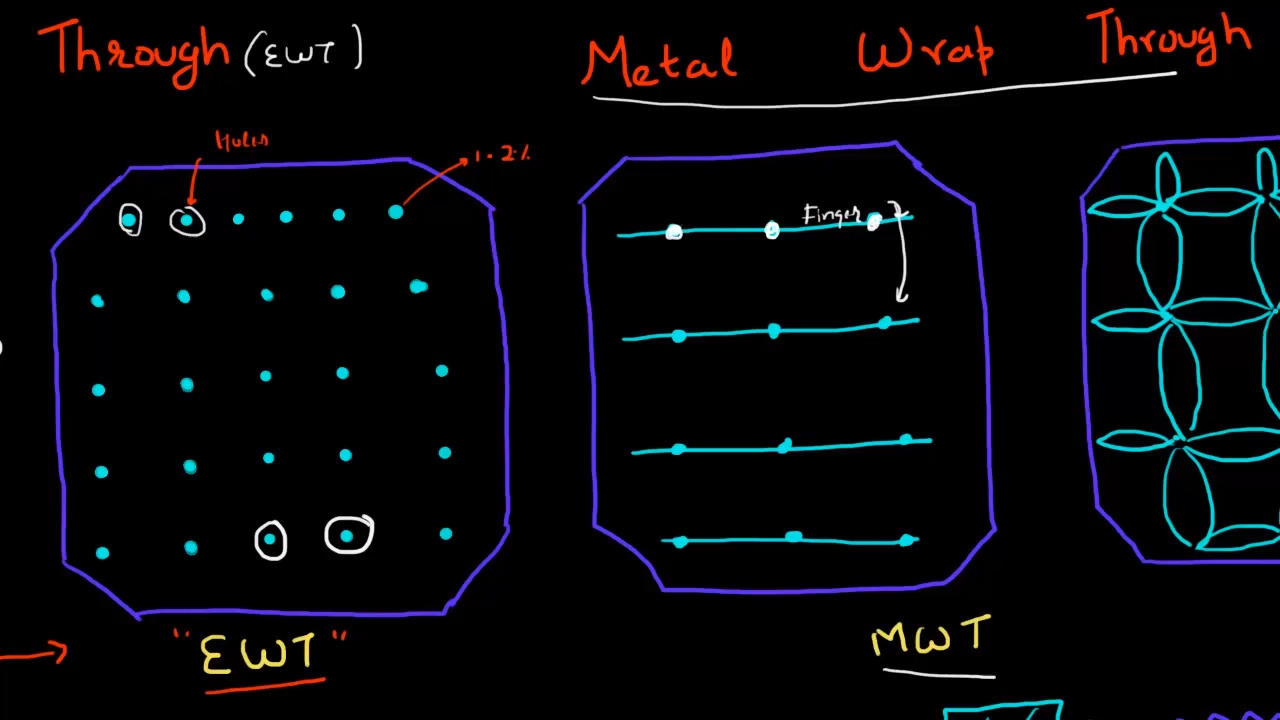 Through (EWT)
Metal Wrap Through
Holes
1-2%
Finger
"EWT"
MWT